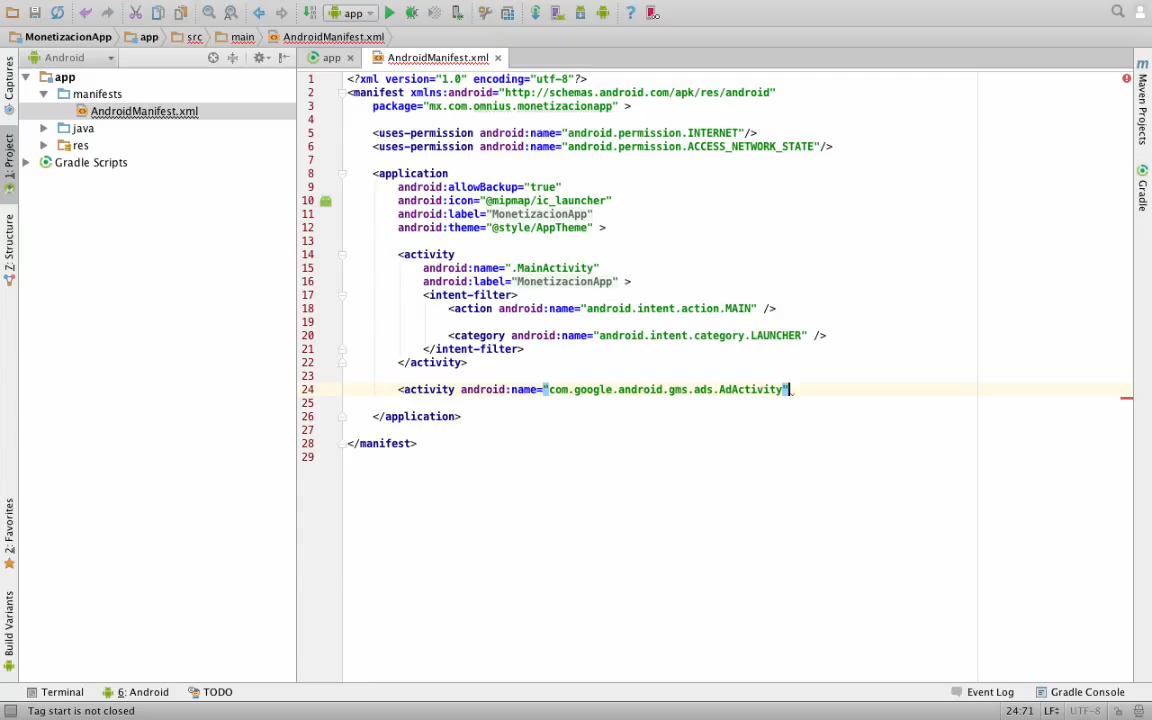 app
MonetizacionApp app src main AndroidManifest.xml
Android
app AndroidManifest.xml
Captures
1: Project
Z: Structure
2: Favorites
Build Variants
app
manifests
AndroidManifest.xml
java
res
Gradle Scripts
1 <?xml version="1.0" encoding="utf-8"?>
2 <manifest xmlns:android="http://schemas.android.com/apk/res/android"
3 package="mx.com.omnius.monetizacionapp" >
4
5 <uses-permission android:name="android.permission.INTERNET"/>
6 <uses-permission android:name="android.permission.ACCESS_NETWORK_STATE"/>
7
8 <application
9 android:allowBackup="true"
10 android:icon="@mipmap/ic_launcher"
11 android:label="MonetizacionApp"
12 android:theme="@style/AppTheme" >
13
14 <activity
15 android:name=".MainActivity"
16 android:label="MonetizacionApp" >
17 <intent-filter>
18 <action android:name="android.intent.action.MAIN" />
19
20 <category android:name="android.intent.category.LAUNCHER" />
21 </intent-filter>
22 </activity>
23
24 <activity android:name="com.google.android.gms.ads.AdActivity"
25
26 </application>
27
28 </manifest>
29
Maven Projects
Gradle
Terminal 6: Android TODO Event Log Gradle Console
Tag start is not closed 24:71 LF UTF-8